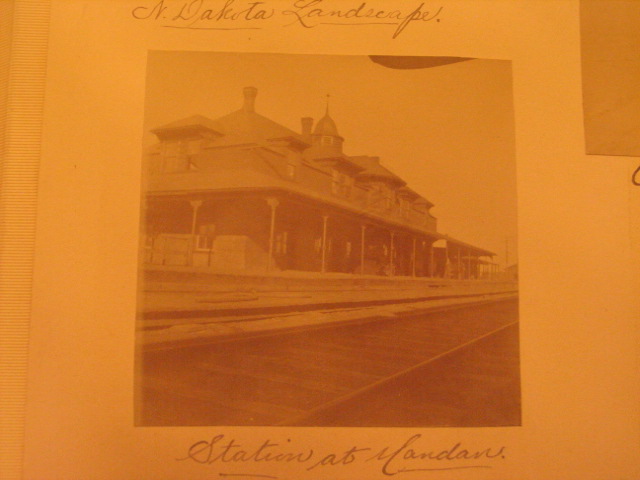 N. Dakota Landscape.
Station at Mandan.